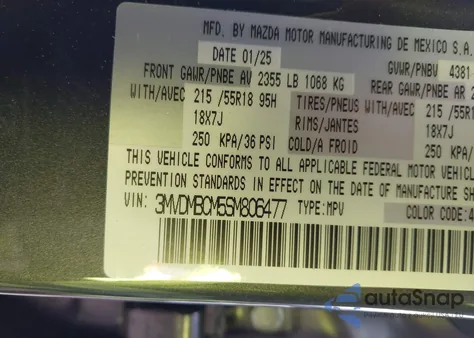 MFD. BY MAZDA MOTOR MANUFACTURING DE MEXICO S.A.
DATE 01/25 GVWR/PNBV 4381
FRONT GAWR/PNBE AV 2355 LB 1068 KG REAR GAWR/PNBE AR 2
WITH/AVEC 215 /55R18 95H TIRES/PNEUS WITH/AVEC 215 /55R1
18X7J RIMS/JANTES 18X7J
250 KPA/36 PSI COLD/A FROID 250 KPA/
THIS VEHICLE CONFORMS TO ALL APPLICABLE FEDERAL MOTOR VEHICL
PREVENTION STANDARDS IN EFFECT ON THE DATE OF MANUFACTURE SH
VIN: 3MVDMBCM5SM806477 TYPE:MPV COLOR CODE:4
autoSnap